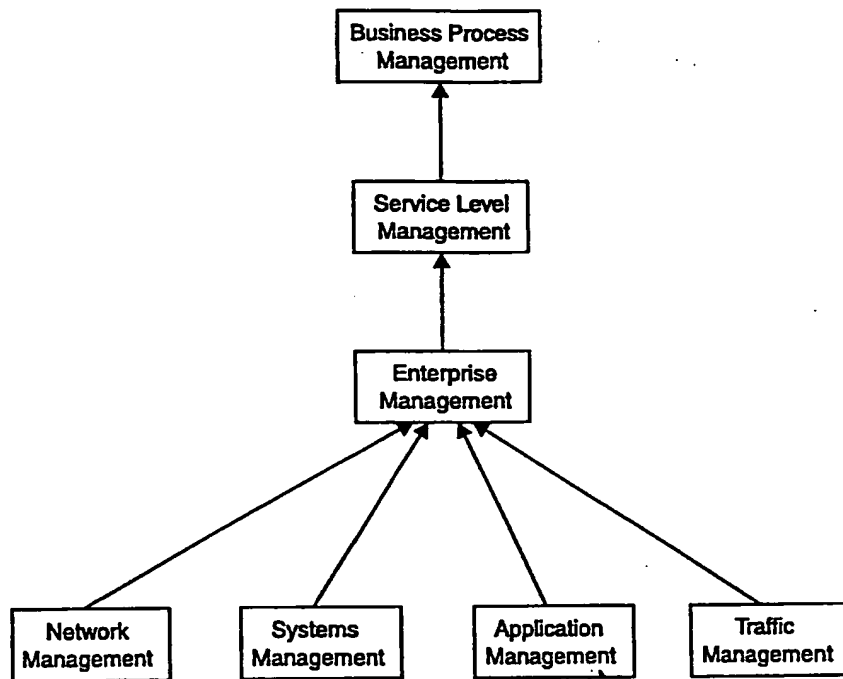 Business Process
Management
Service Level
Management
Enterprise
Management
Network
Management
Systems
Management
Application
Management
Traffic
Management